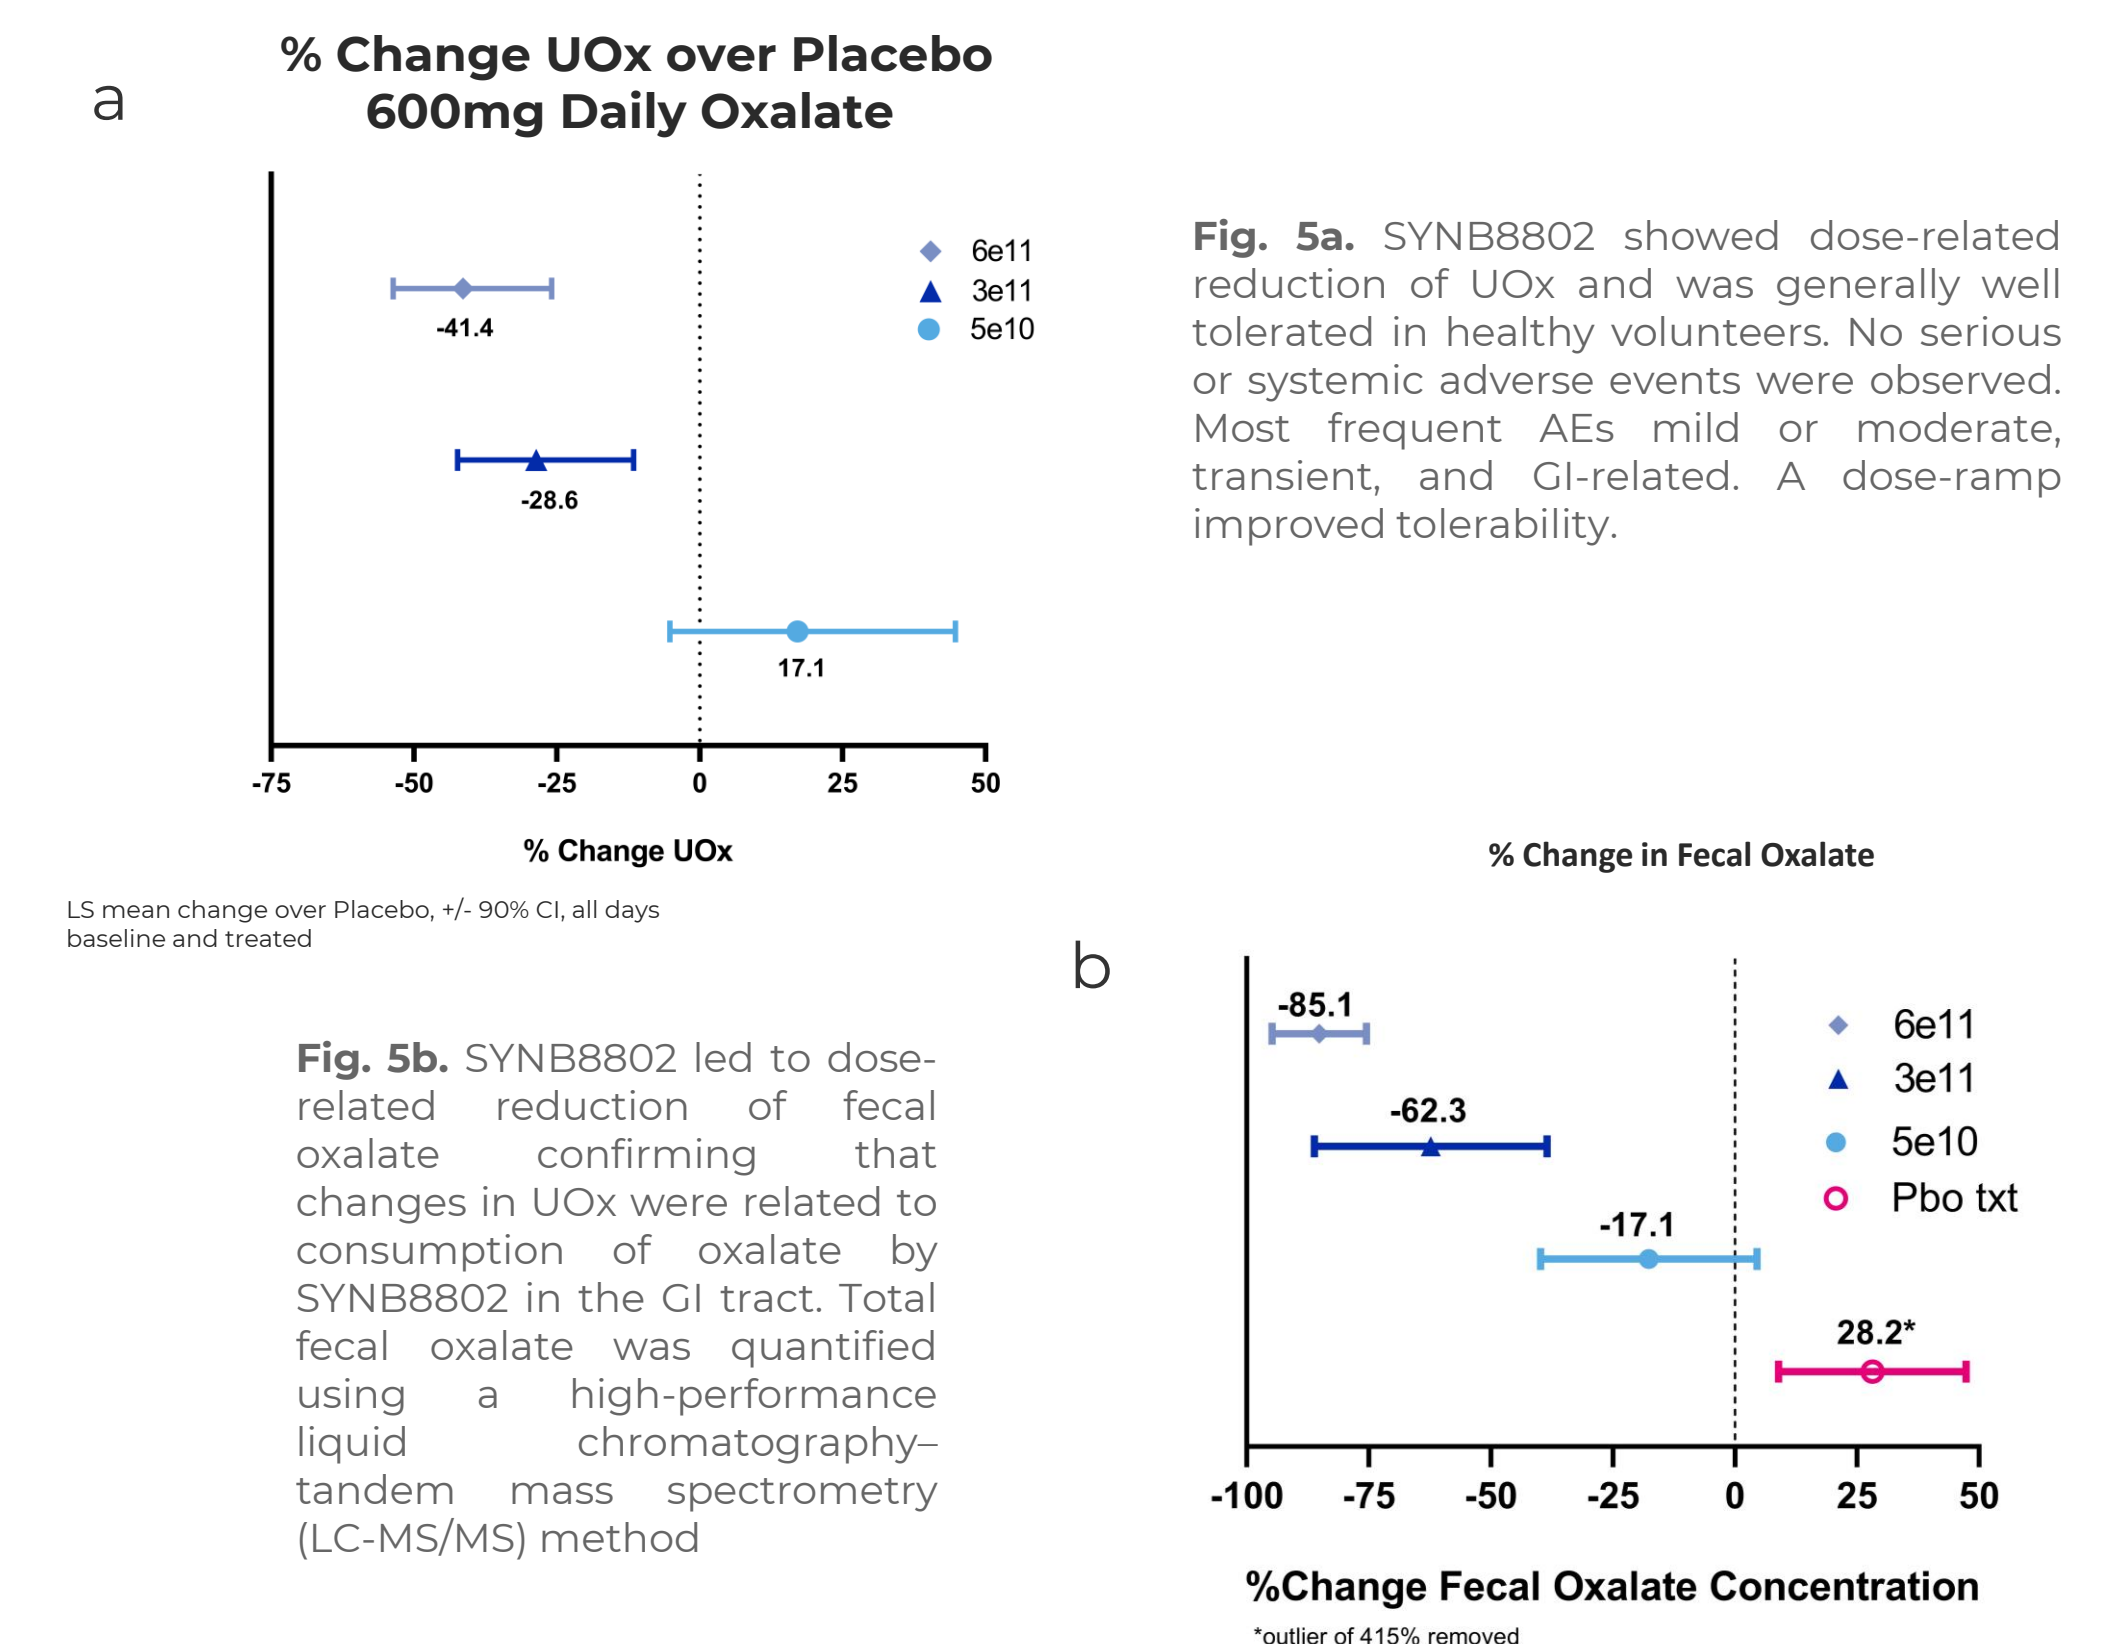 a
% Change UOx over Placebo
600mg Daily Oxalate
6e11
3e11
5e10
-41.4
-28.6
17.1
-75 -50 -25 0 25 50
% Change UOx
LS mean change over Placebo, +/- 90% CI, all days
baseline and treated
Fig. 5a. SYNB8802 showed dose-related
reduction of UOx and was generally well
tolerated in healthy volunteers. No serious
or systemic adverse events were observed.
Most frequent AEs mild or moderate,
transient, and GI-related. A dose-ramp
improved tolerability.
Fig. 5b. SYNB8802 led to dose-
related reduction of fecal
oxalate confirming that
changes in UOx were related to
consumption of oxalate by
SYNB8802 in the GI tract. Total
fecal oxalate was quantified
using a high-performance
liquid chromatography–
tandem mass spectrometry
(LC-MS/MS) method
b
% Change in Fecal Oxalate
-85.1
-62.3
-17.1
28.2*
6e11
3e11
5e10
Pbo txt
-100 -75 -50 -25 0 25 50
%Change Fecal Oxalate Concentration
*outlier of 415% removed